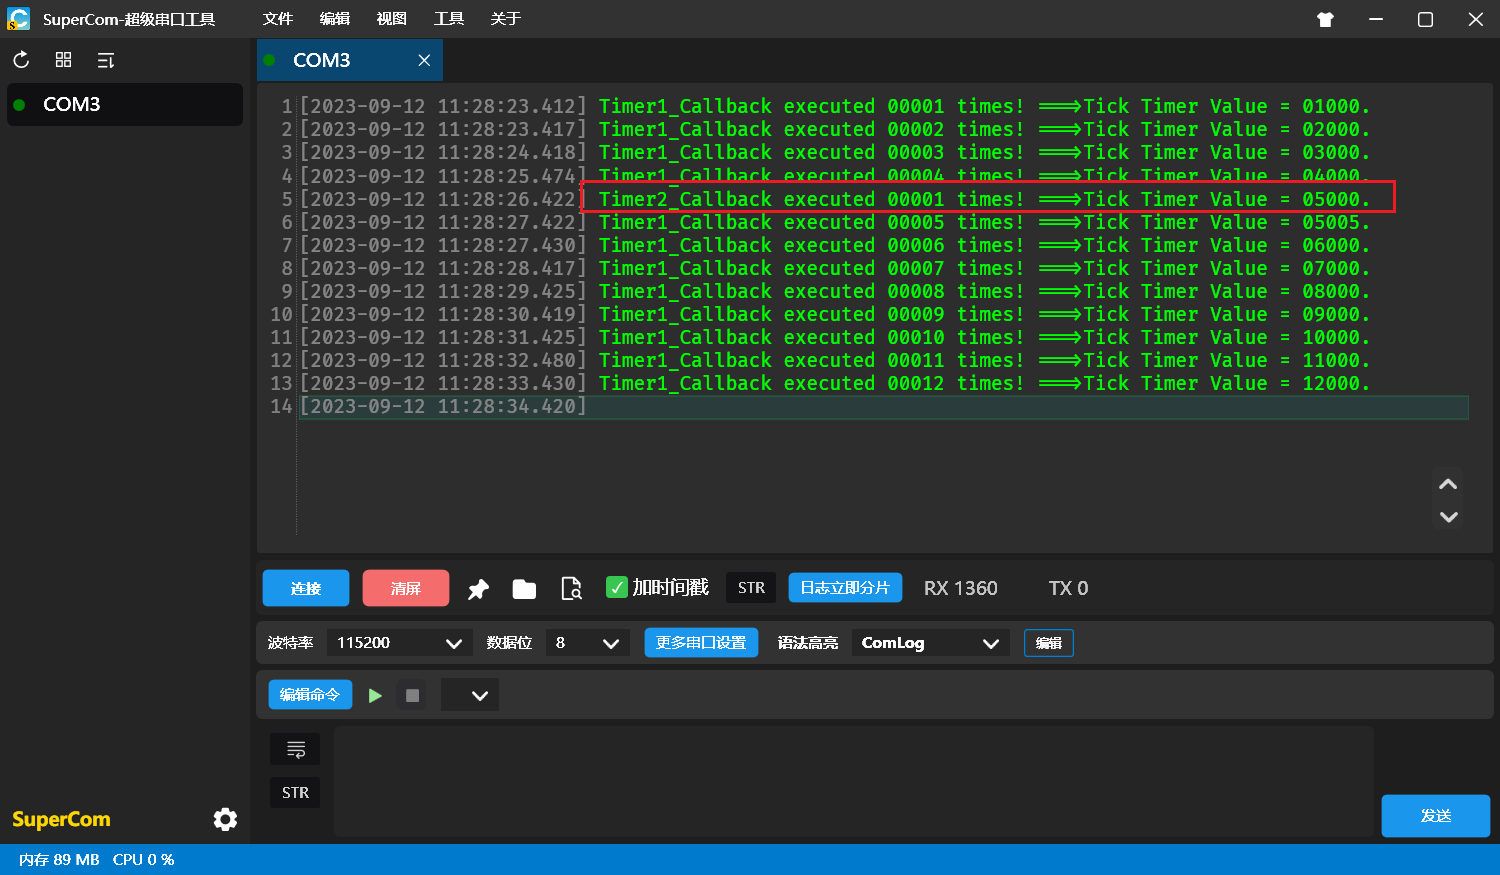 SuperCom-超级串口工具 文件 编辑 视图 工具 关于
COM3
COM3
1 [2023-09-12 11:28:23.412] Timer1_Callback executed 00001 times! ===>Tick Timer Value = 01000.
2 [2023-09-12 11:28:23.417] Timer1_Callback executed 00002 times! ===>Tick Timer Value = 02000.
3 [2023-09-12 11:28:24.418] Timer1_Callback executed 00003 times! ===>Tick Timer Value = 03000.
4 [2023-09-12 11:28:25.474] Timer1_Callback executed 00004 times! ===>Tick Timer Value = 04000.
5 [2023-09-12 11:28:26.422] Timer2_Callback executed 00001 times! ===>Tick Timer Value = 05000.
6 [2023-09-12 11:28:27.422] Timer1_Callback executed 00005 times! ===>Tick Timer Value = 05005.
7 [2023-09-12 11:28:27.430] Timer1_Callback executed 00006 times! ===>Tick Timer Value = 06000.
8 [2023-09-12 11:28:28.417] Timer1_Callback executed 00007 times! ===>Tick Timer Value = 07000.
9 [2023-09-12 11:28:29.425] Timer1_Callback executed 00008 times! ===>Tick Timer Value = 08000.
10 [2023-09-12 11:28:30.419] Timer1_Callback executed 00009 times! ===>Tick Timer Value = 09000.
11 [2023-09-12 11:28:31.425] Timer1_Callback executed 00010 times! ===>Tick Timer Value = 10000.
12 [2023-09-12 11:28:32.480] Timer1_Callback executed 00011 times! ===>Tick Timer Value = 11000.
13 [2023-09-12 11:28:33.430] Timer1_Callback executed 00012 times! ===>Tick Timer Value = 12000.
14 [2023-09-12 11:28:34.420]
连接 清屏 加时间戳 STR 日志立即分片 RX 1360 TX 0
波特率 115200 数据位 8 更多串口设置 语法高亮 ComLog 编辑
编辑命令
STR
SuperCom
发送
内存 89 MB CPU 0 %